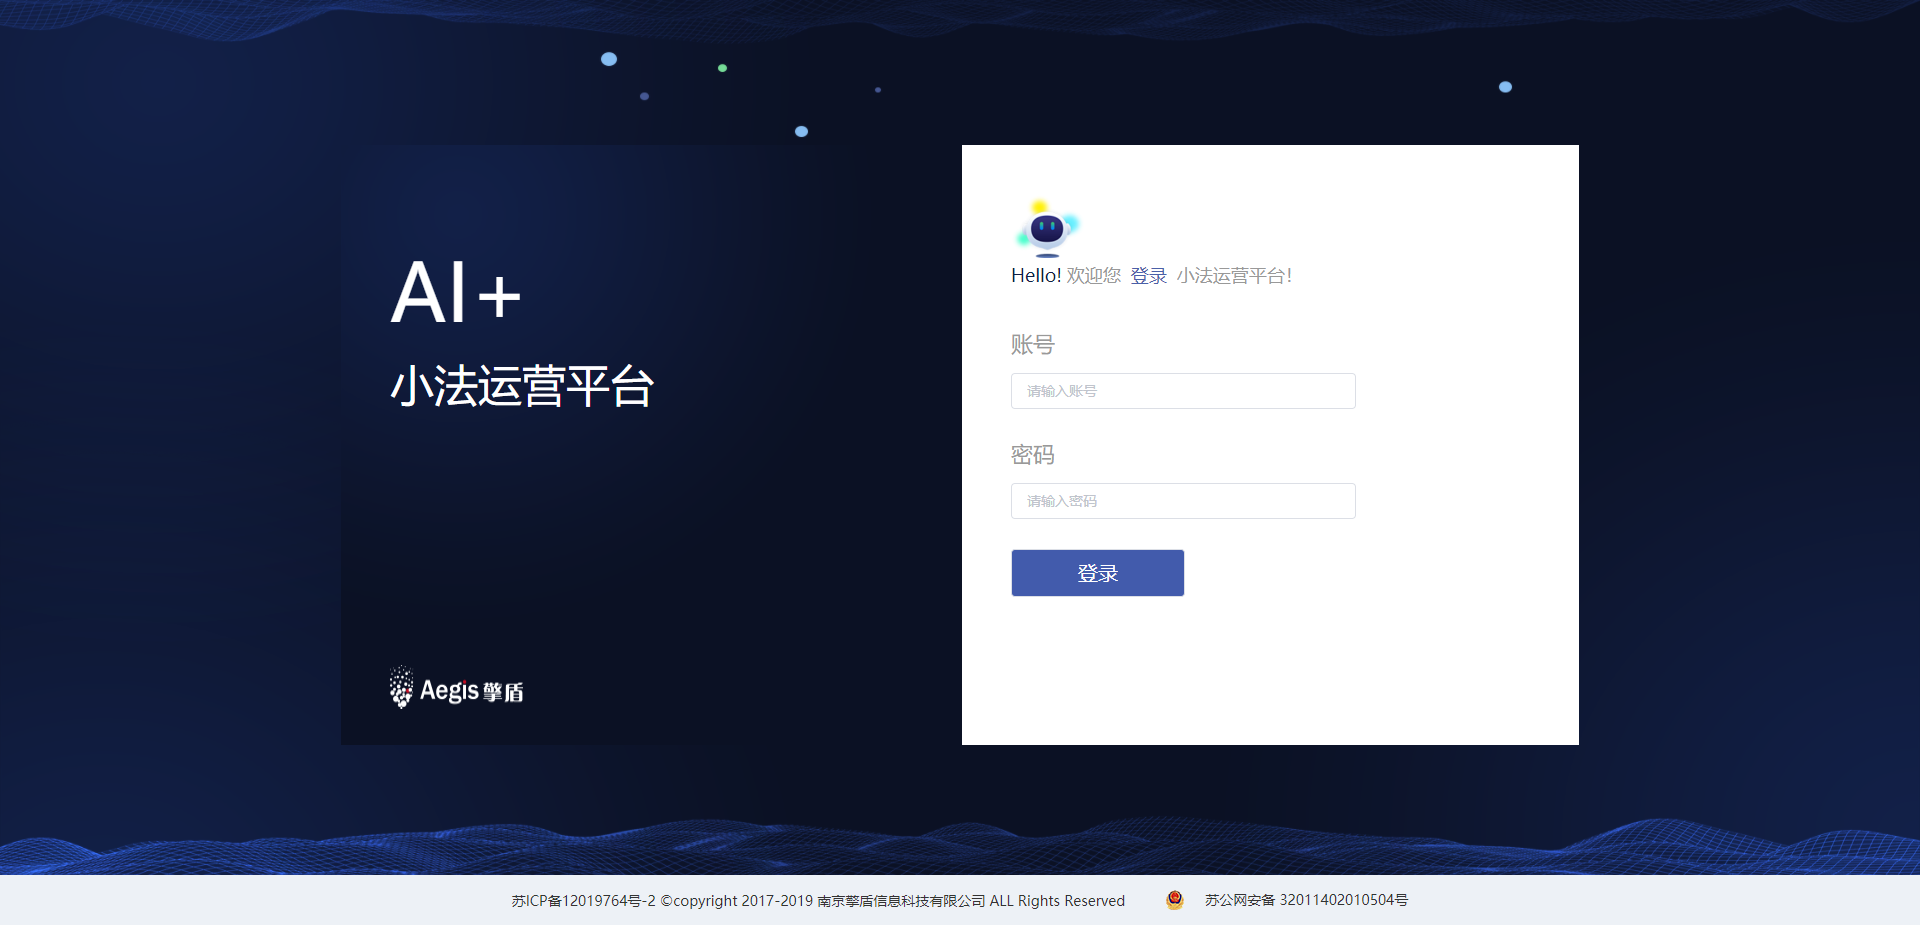 AI+
小法运营平台
Aegis 擎盾
Hello! 欢迎您 登录 小法运营平台!
账号
请输入账号
密码
请输入密码
登录
苏ICP备12019764号-2 ©copyright 2017-2019 南京擎盾信息科技有限公司 ALL Rights Reserved
苏公网安备 32011402010504号